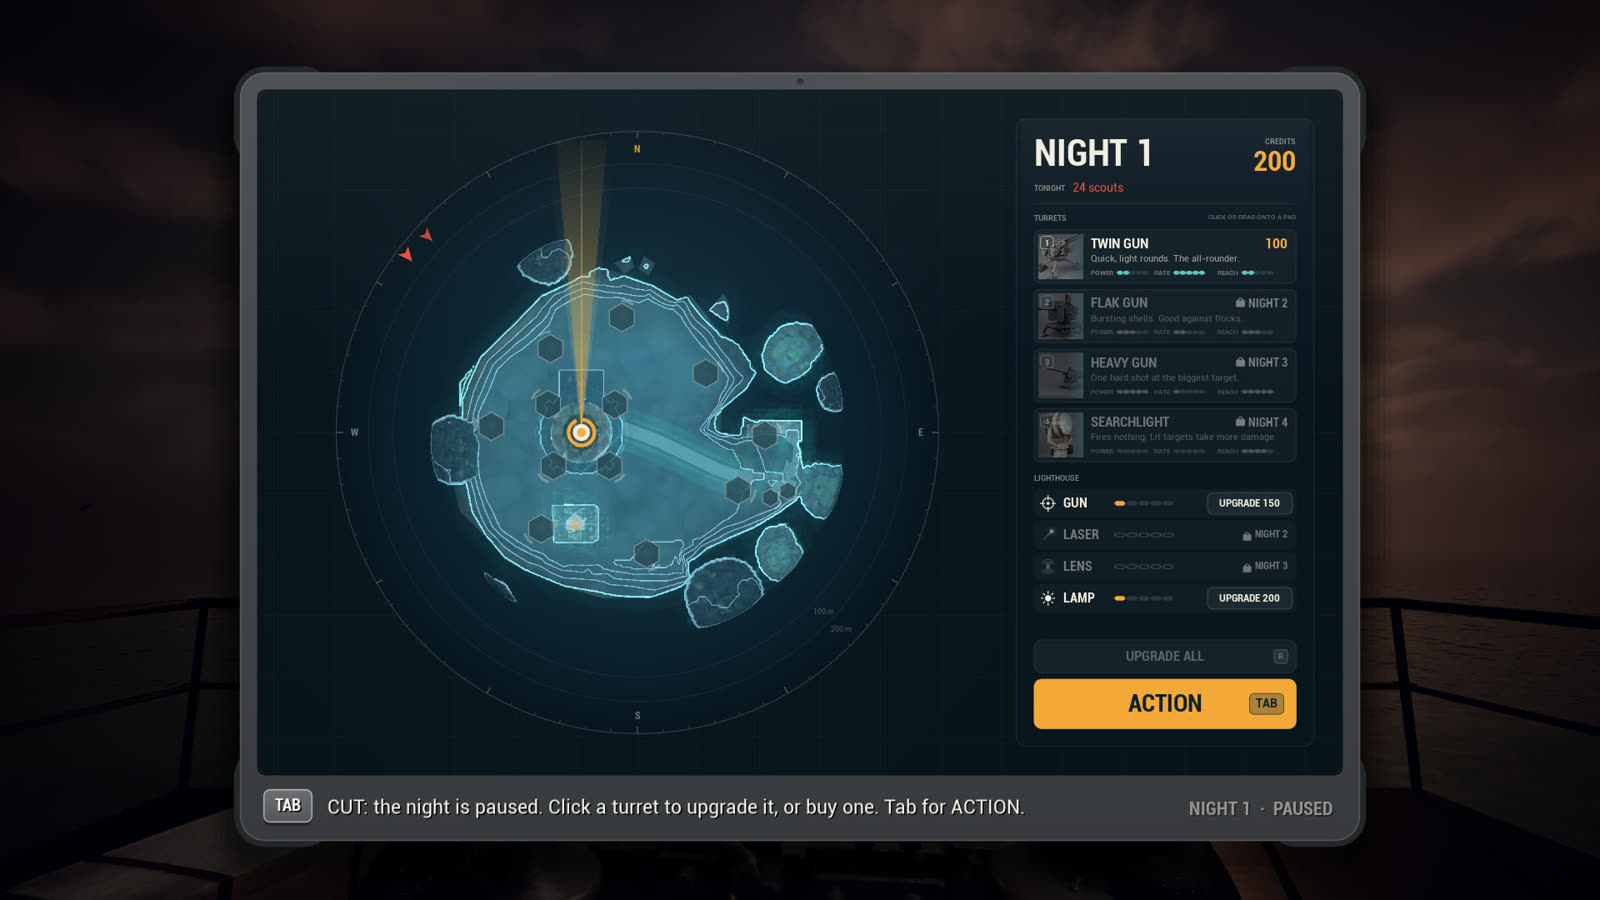 N
W
E
S
HUT
100 m
200 m
NIGHT 1
CREDITS
200
TONIGHT 24 scouts
TURRETS
CLICK OR DRAG ONTO A PAD
1
TWIN GUN
100
Quick, light rounds. The all-rounder.
POWER RATE REACH
2
FLAK GUN
NIGHT 2
Bursting shells. Good against flocks.
POWER RATE REACH
3
HEAVY GUN
NIGHT 3
One hard shot at the biggest target.
POWER RATE REACH
SEARCHLIGHT
NIGHT 4
Fires nothing. Lit targets take more damage.
POWER RATE REACH
LIGHTHOUSE
GUN UPGRADE 150
LASER NIGHT 2
LENS NIGHT 3
LAMP UPGRADE 200
UPGRADE ALL R
ACTION TAB
TAB CUT: the night is paused. Click a turret to upgrade it, or buy one. Tab for ACTION.
NIGHT 1 · PAUSED